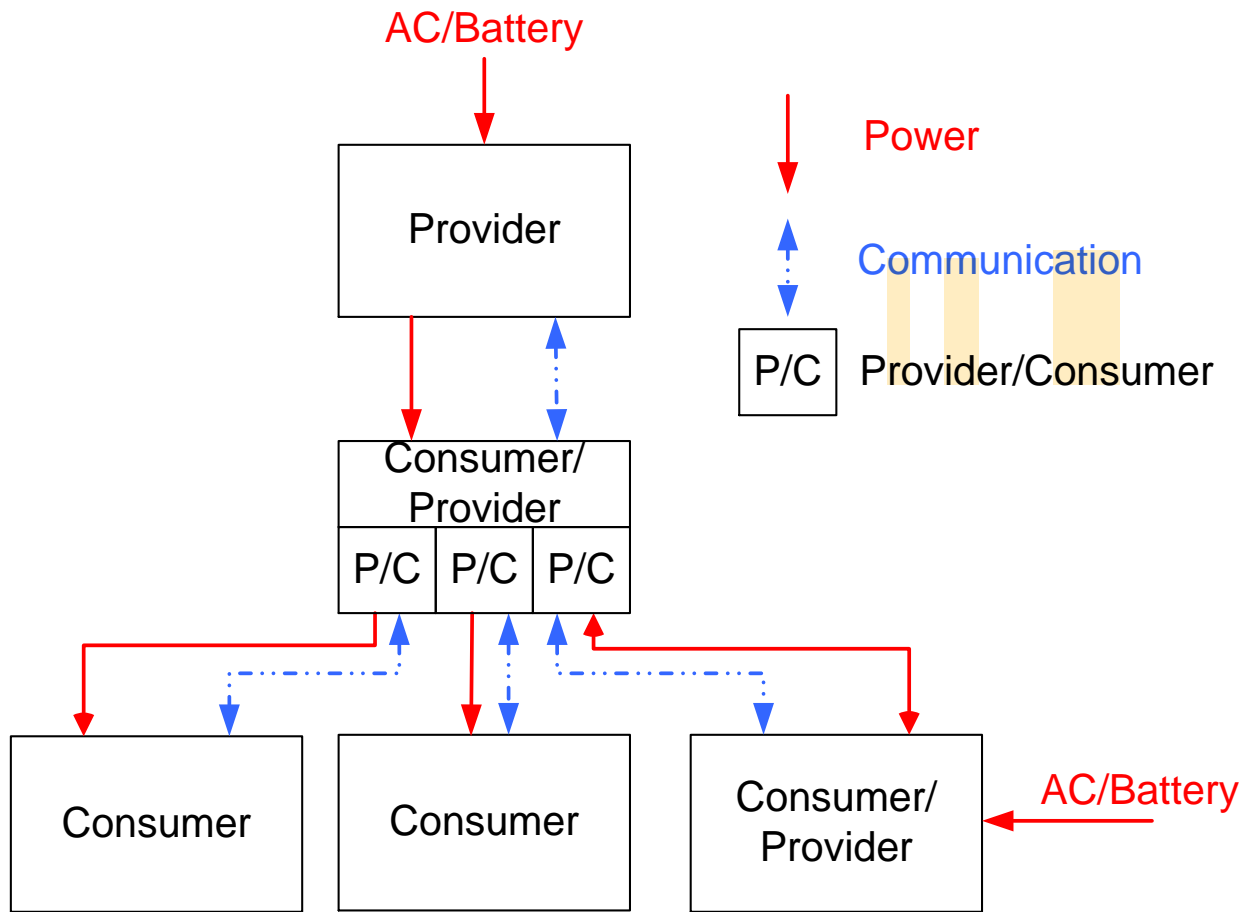 AC/Battery
Power
Provider
Communication
P/C Provider/Consumer
Consumer/
Provider
P/C P/C P/C
Consumer
Consumer
Consumer/
Provider
AC/Battery